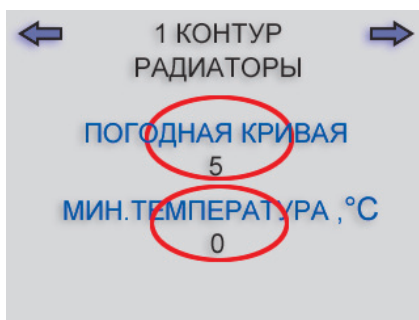 1 КОНТУР
РАДИАТОРЫ
ПОГОДНАЯ КРИВАЯ
5
МИН.ТЕМПЕРАТУРА ,°C
0